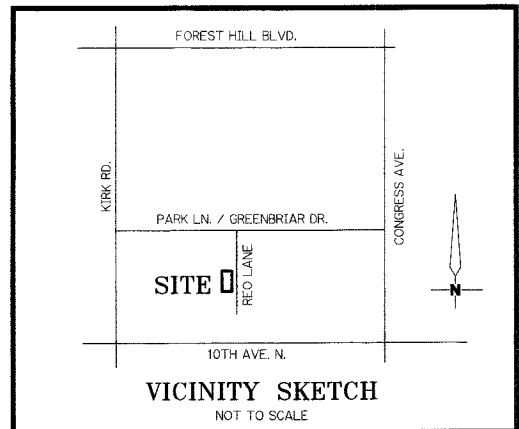 FOREST HILL BLVD.
KIRK RD.
CONGRESS AVE.
PARK LN. / GREENBRIAR DR.
REO LANE
SITE
N
10TH AVE. N.
VICINITY SKETCH
NOT TO SCALE